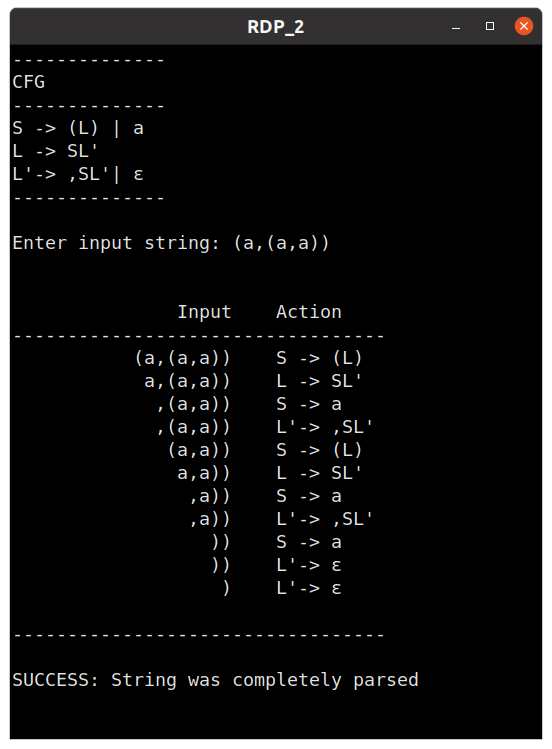 RDP_2
--------------
CFG
--------------
S -> (L) | a
L -> SL'
L'-> ,SL'| ε
--------------
Enter input string: (a,(a,a))
Input    Action
----------------------------------
(a,(a,a))    S -> (L)
a,(a,a))    L -> SL'
,(a,a))    S -> a
,(a,a))    L'-> ,SL'
(a,a))    S -> (L)
a,a))    L -> SL'
,a))    S -> a
,a))    L'-> ,SL'
))    S -> a
))    L'-> ε
)    L'-> ε
----------------------------------
SUCCESS: String was completely parsed